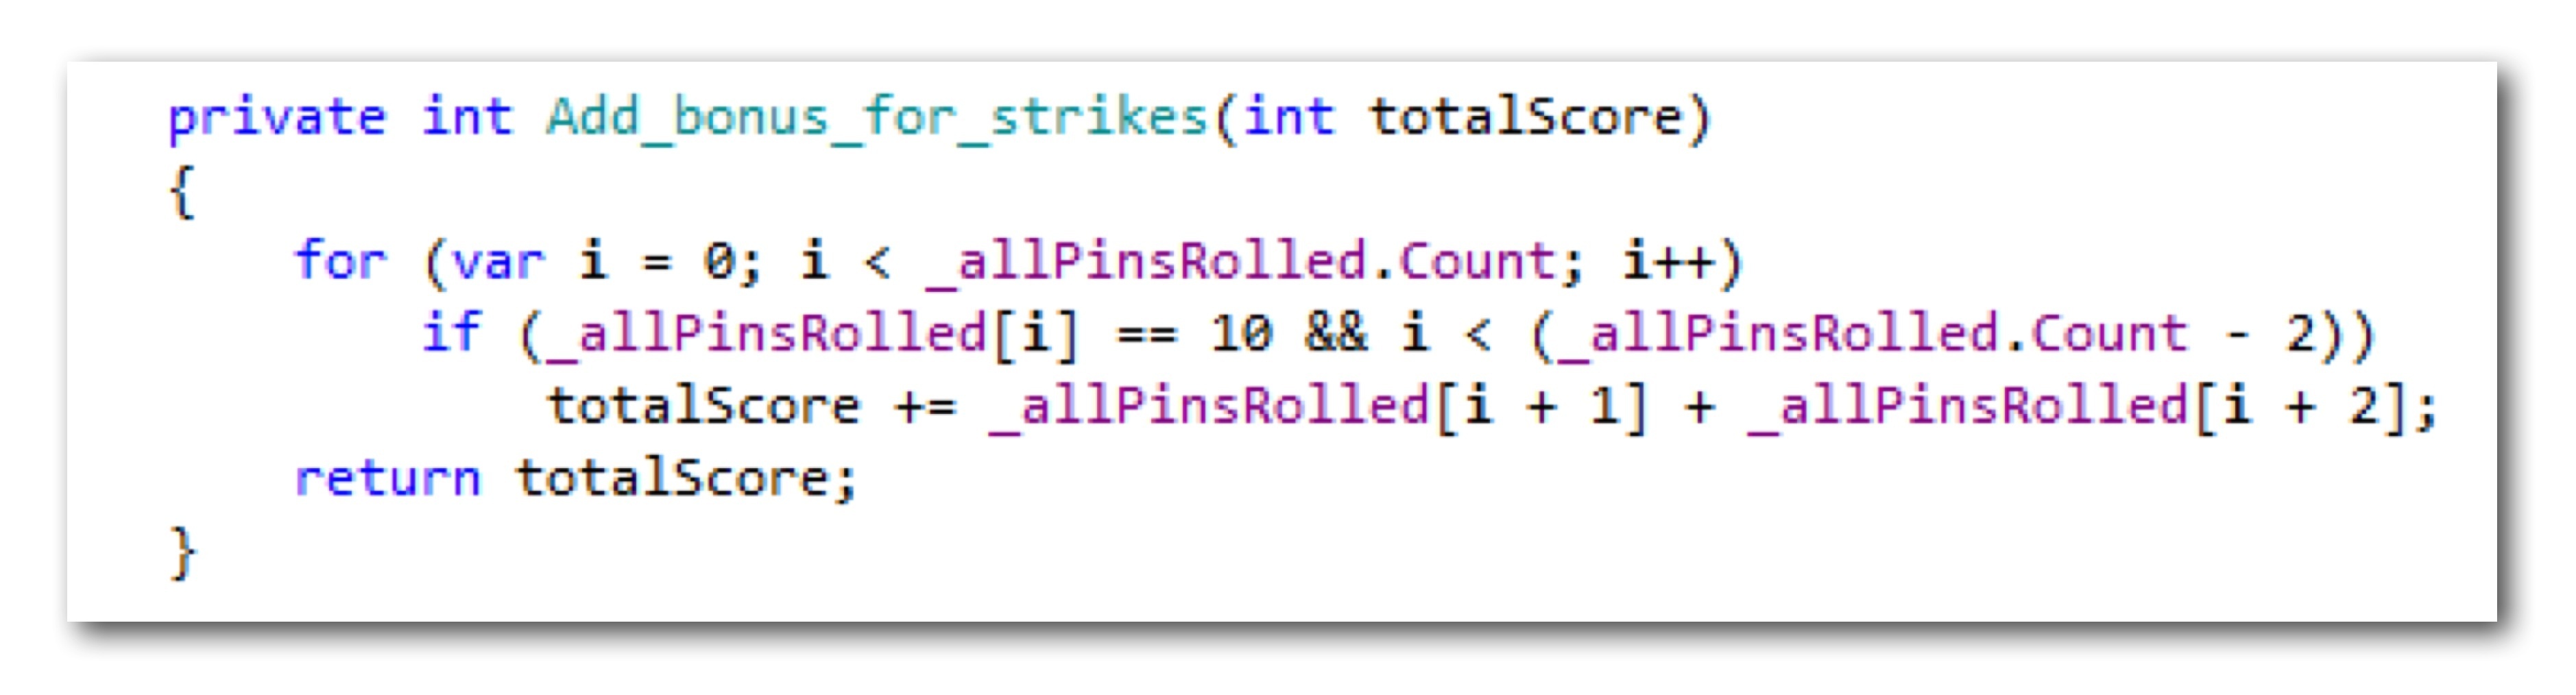 private int Add_bonus_for_strikes(int totalScore)
{
    for (var i = 0; i < _allPinsRolled.Count; i++)
        if (_allPinsRolled[i] == 10 && i < (_allPinsRolled.Count - 2))
            totalScore += _allPinsRolled[i + 1] + _allPinsRolled[i + 2];
    return totalScore;
}